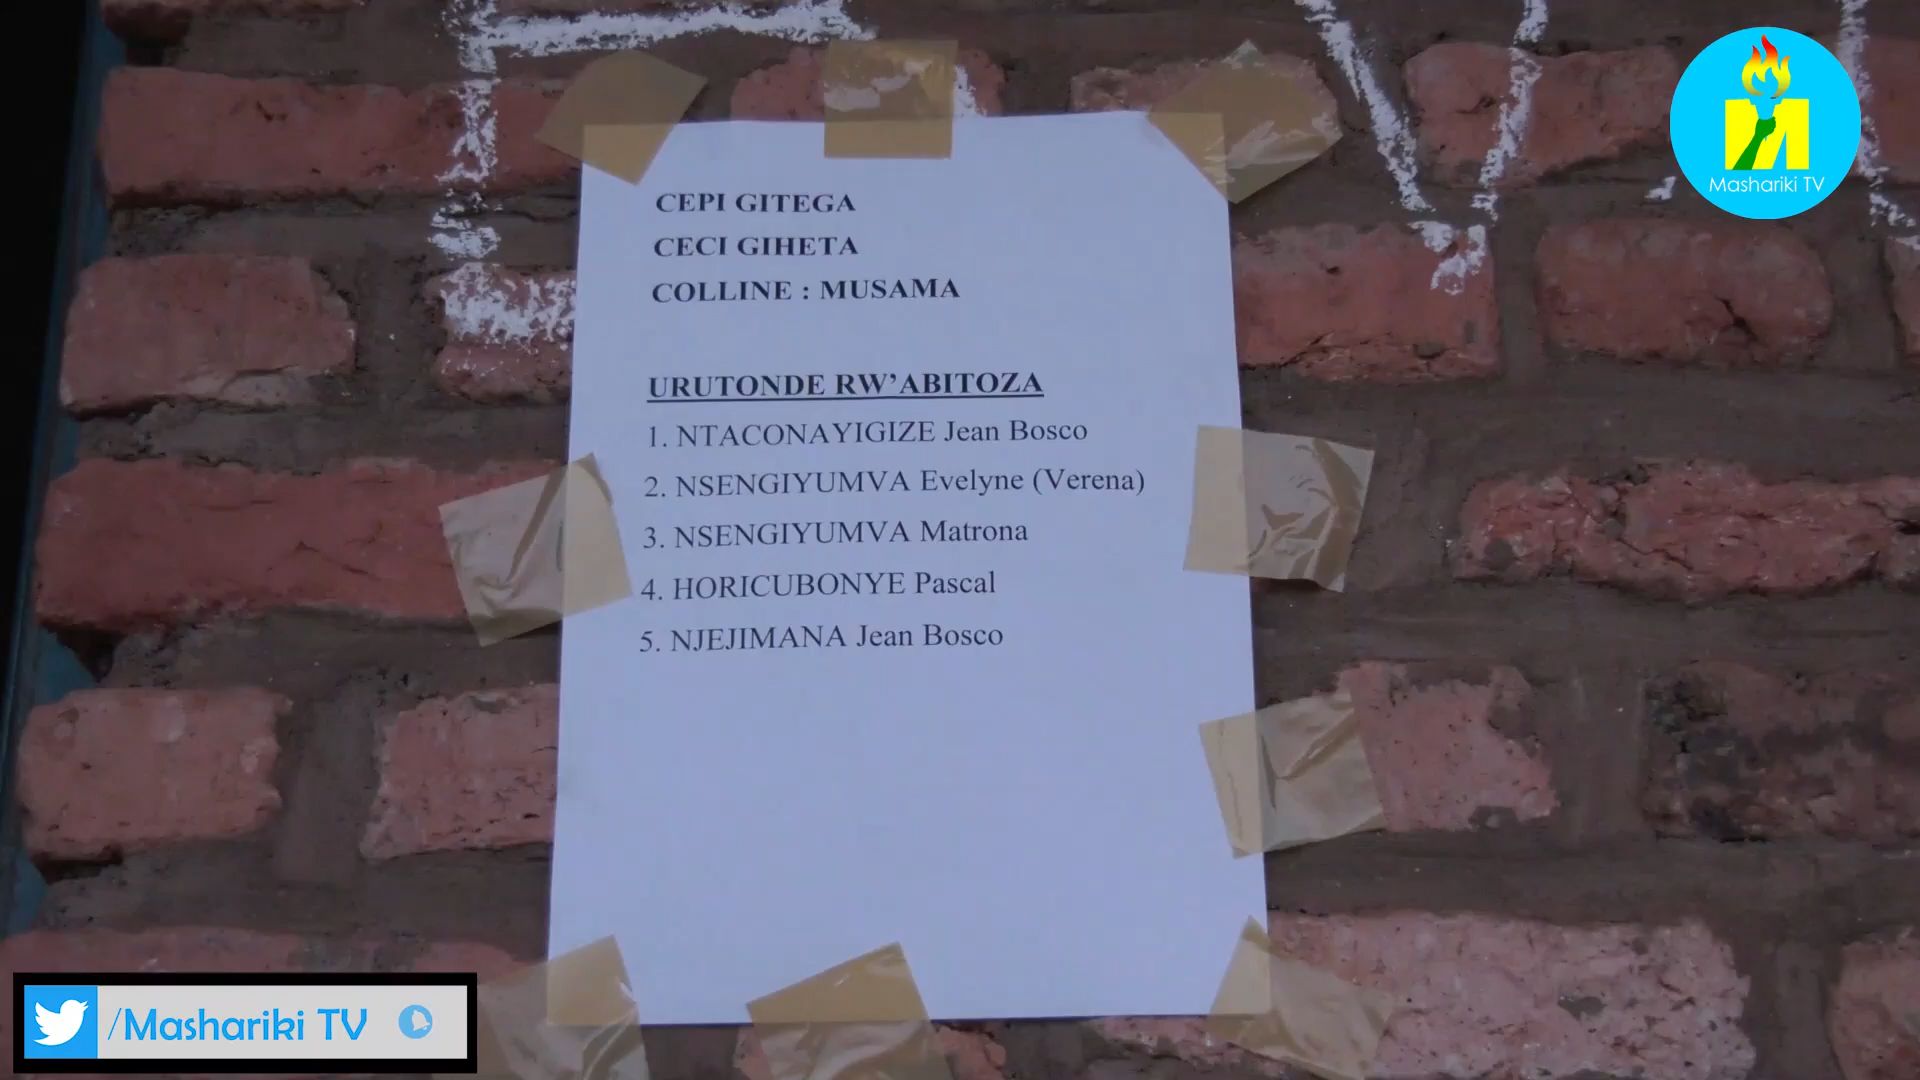 Mashariki TV
CEPI GITEGA
CECI GIHETA
COLLINE : MUSAMA
URUTONDE RW’ABITOZA
1. NTACONAYIGIZE Jean Bosco
2. NSENGIYUMVA Evelyne (Verena)
3. NSENGIYUMVA Matrona
4. HORICUBONYE Pascal
5. NJEJIMANA Jean Bosco
/Mashariki TV